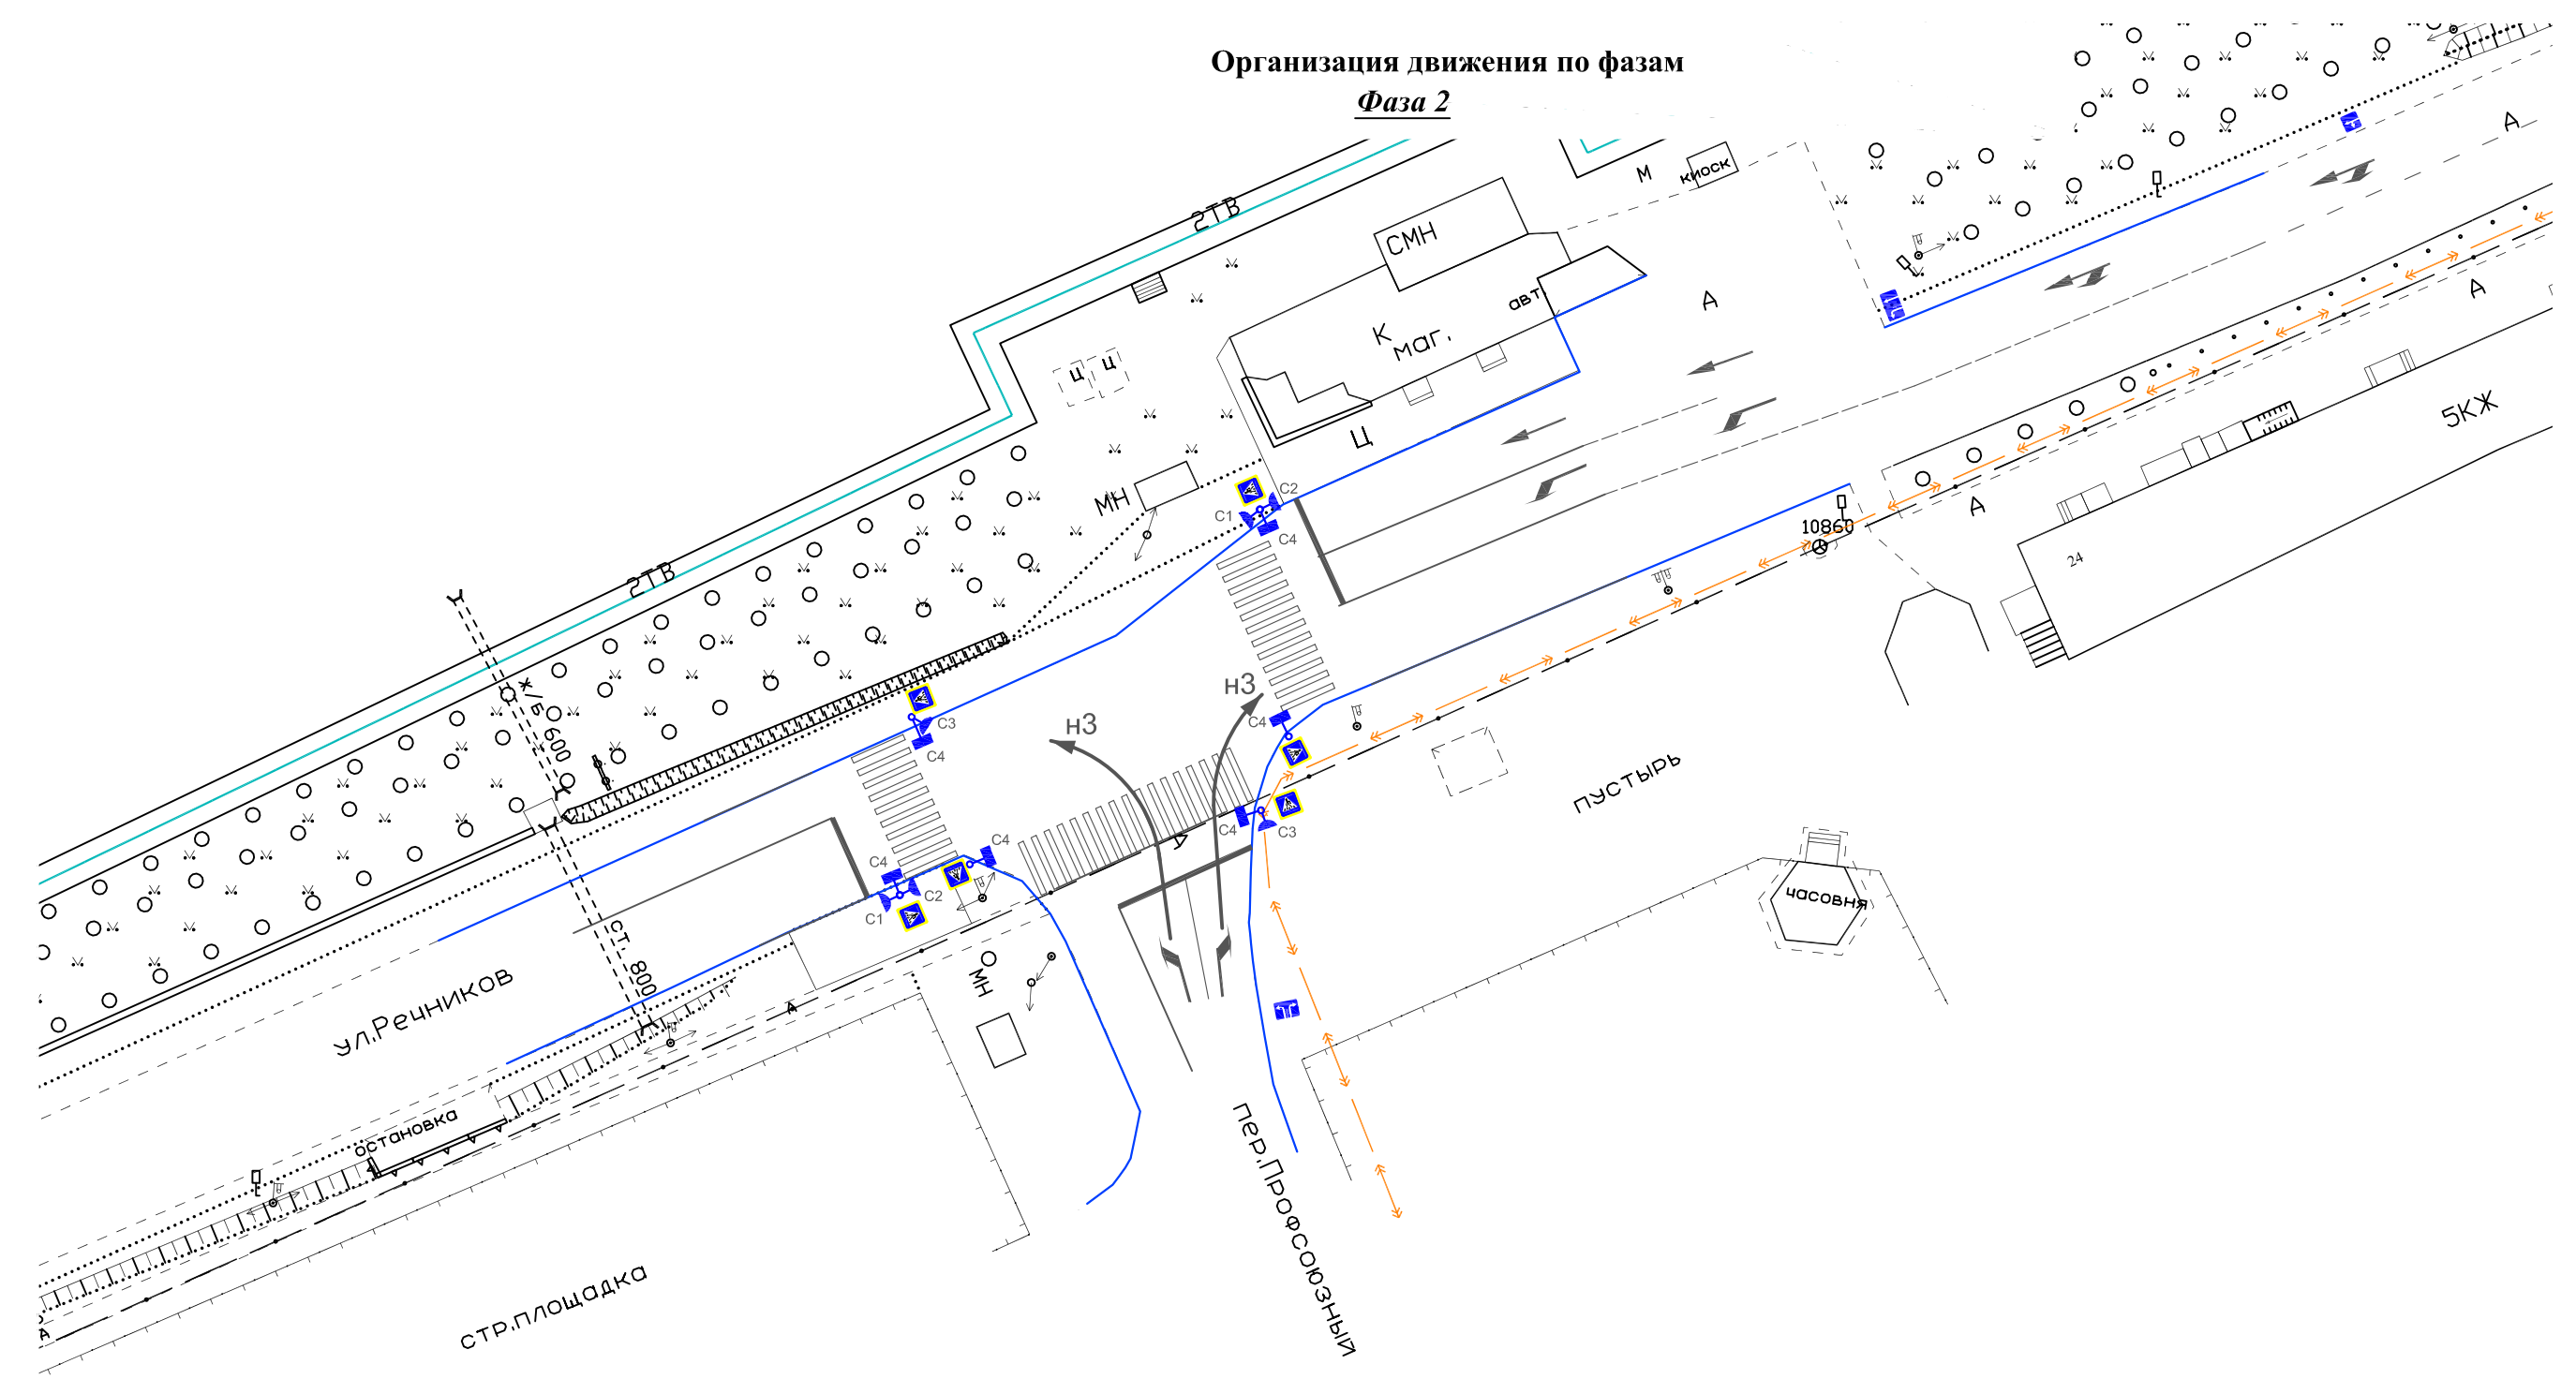 Организация движения по фазам
Фаза 2
А
2ТВ
М
киоск
СМН
авт.
А
К
маг.
А
5КЖ
ц
ц
Ц
С2
С1
С4
МН
А
10860
24
2ТВ
ж/б 600
н3
С4
н3
С3
С4
пустырь
С4
С3
часовня
С4
С4
С2
С1
ст. 800
МН
А
ул.Речников
остановка
пер.Профсоюзный
стр.площадка
А